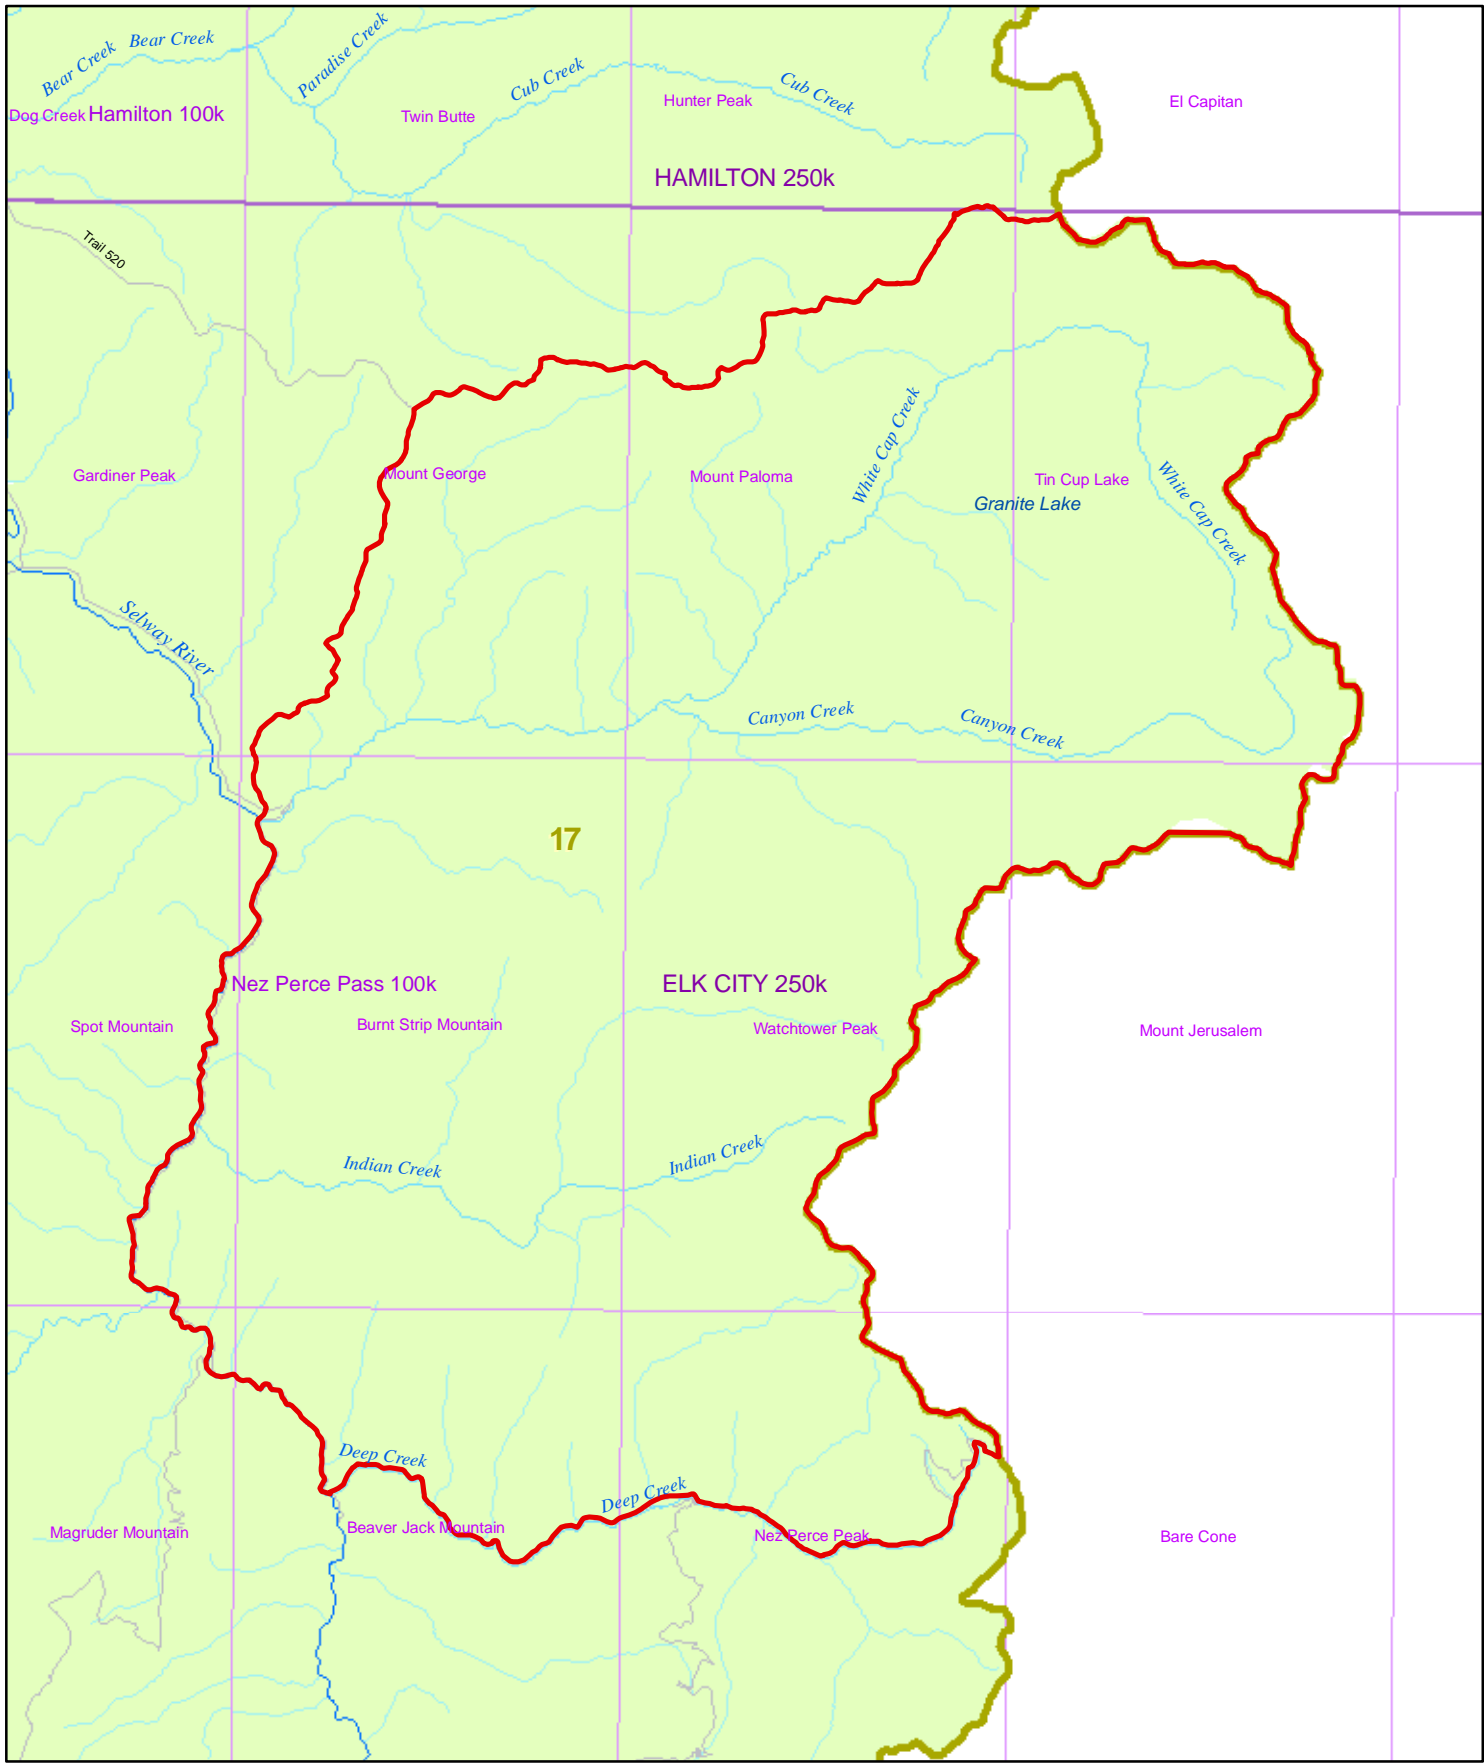 Bear Creek
Bear Creek
Paradise Creek
Cub Creek
Cub Creek
Dog Creek
Hamilton 100k
Twin Butte
Hunter Peak
El Capitan
HAMILTON 250k
Trail 520
White Cap Creek
White Cap Creek
Gardiner Peak
Mount George
Mount Paloma
Tin Cup Lake
Granite Lake
Selway River
Canyon Creek
Canyon Creek
17
Nez Perce Pass 100k
ELK CITY 250k
Spot Mountain
Burnt Strip Mountain
Watchtower Peak
Mount Jerusalem
Indian Creek
Indian Creek
Deep Creek
Deep Creek
Magruder Mountain
Beaver Jack Mountain
Nez Perce Peak
Bare Cone